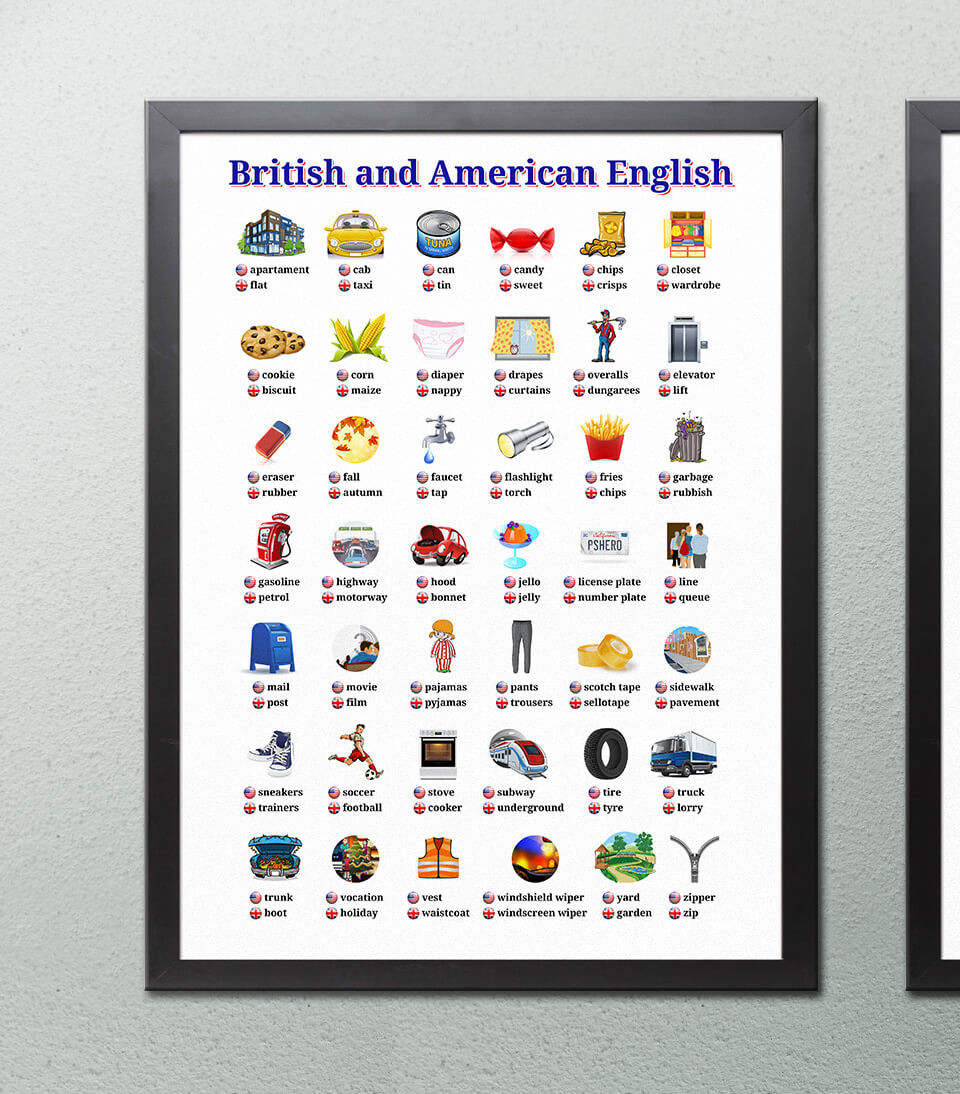 British and American English
TUNA
apartament
flat
cab
taxi
can
tin
candy
sweet
chips
crisps
closet
wardrobe
cookie
biscuit
corn
maize
diaper
nappy
drapes
curtains
overalls
dungarees
elevator
lift
eraser
rubber
fall
autumn
faucet
tap
flashlight
torch
fries
chips
garbage
rubbish
California
PSHERO
gasoline
petrol
highway
motorway
hood
bonnet
jello
jelly
license plate
number plate
line
queue
mail
post
movie
film
pajamas
pyjamas
pants
trousers
scotch tape
sellotape
sidewalk
pavement
sneakers
trainers
soccer
football
stove
cooker
subway
underground
tire
tyre
truck
lorry
trunk
boot
vocation
holiday
vest
waistcoat
windshield wiper
windscreen wiper
yard
garden
zipper
zip